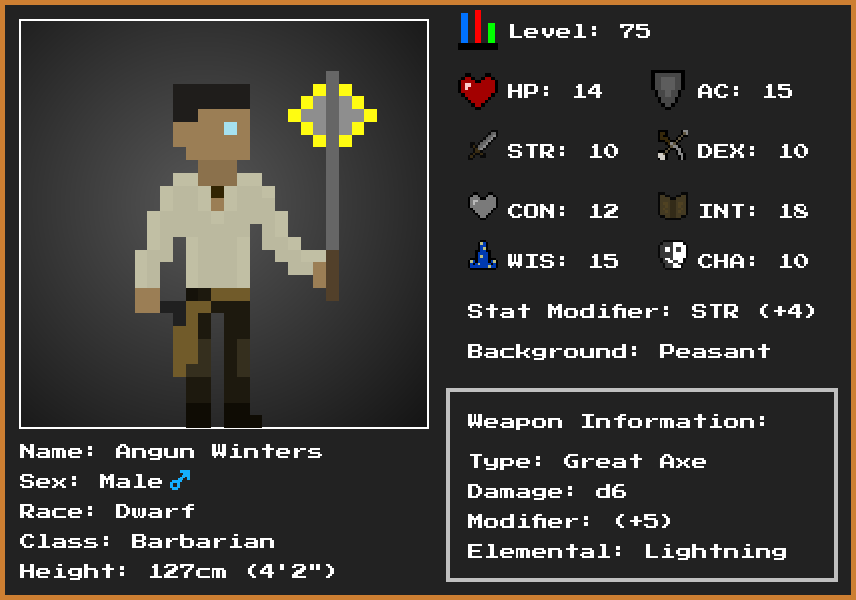 Level: 75
HP: 14 AC: 15
STR: 10 DEX: 10
CON: 12 INT: 18
WIS: 15 CHA: 10
Stat Modifier: STR (+4)
Background: Peasant
Weapon Information:
Type: Great Axe
Damage: d6
Modifier: (+5)
Elemental: Lightning
Name: Angun Winters
Sex: Male ♂
Race: Dwarf
Class: Barbarian
Height: 127cm (4'2")